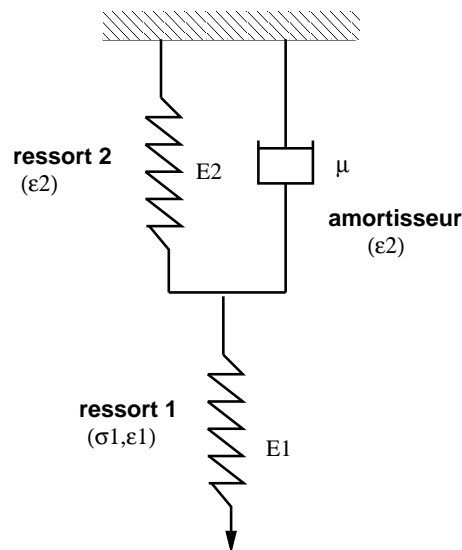 ressort 2
(ε2)
E2
μ
amortisseur
(ε2)
ressort 1
(σ1,ε1)
E1